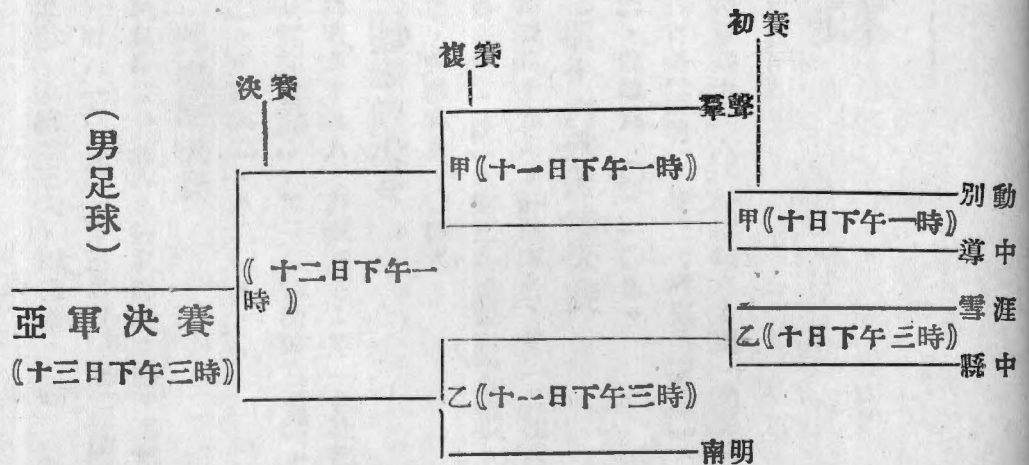 初賽
複賽
決賽
(男足球)
羣聲
甲(十一日下午一時)
別動
甲(十日下午一時)
導中
(十二日下午一
時)
亞軍決賽
(十三日下午三時)
雪涯
乙(十日下午三時)
縣中
乙(十一日下午三時)
南明